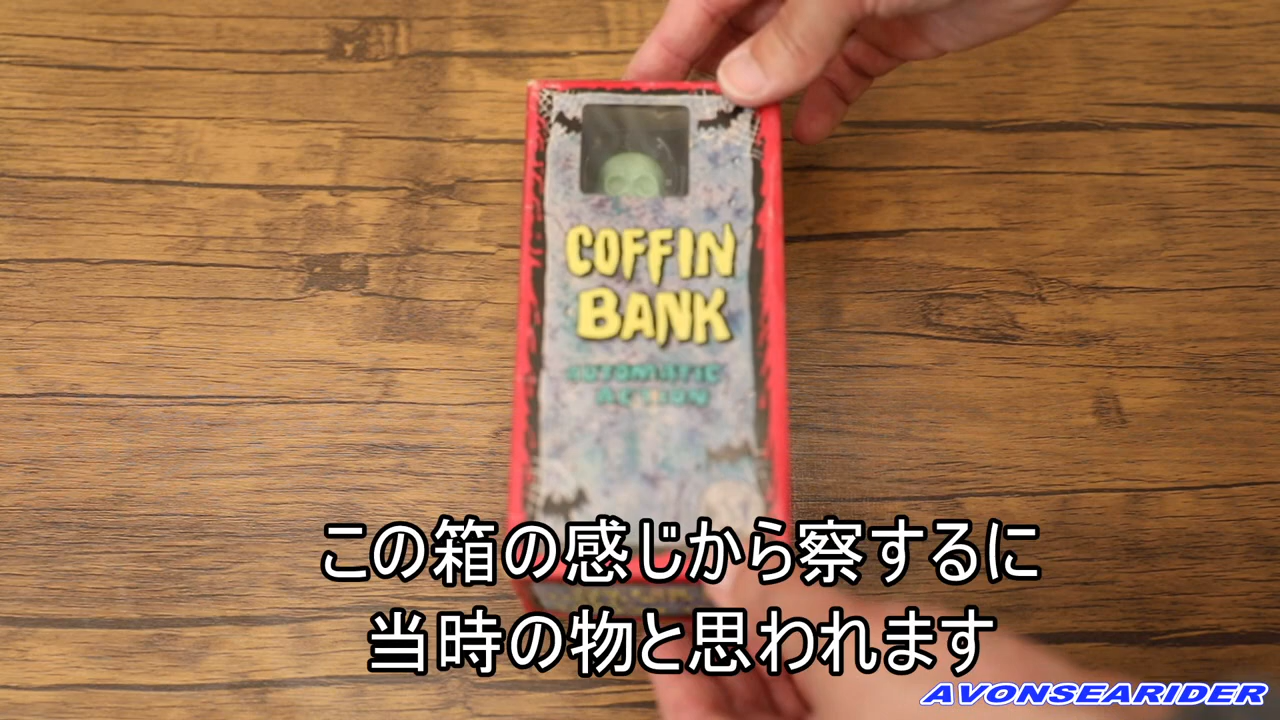 COFFIN
BANK
AUTOMATIC
ACTION
この箱の感じから察するに
当時の物と思われます
AVONSEARIDER